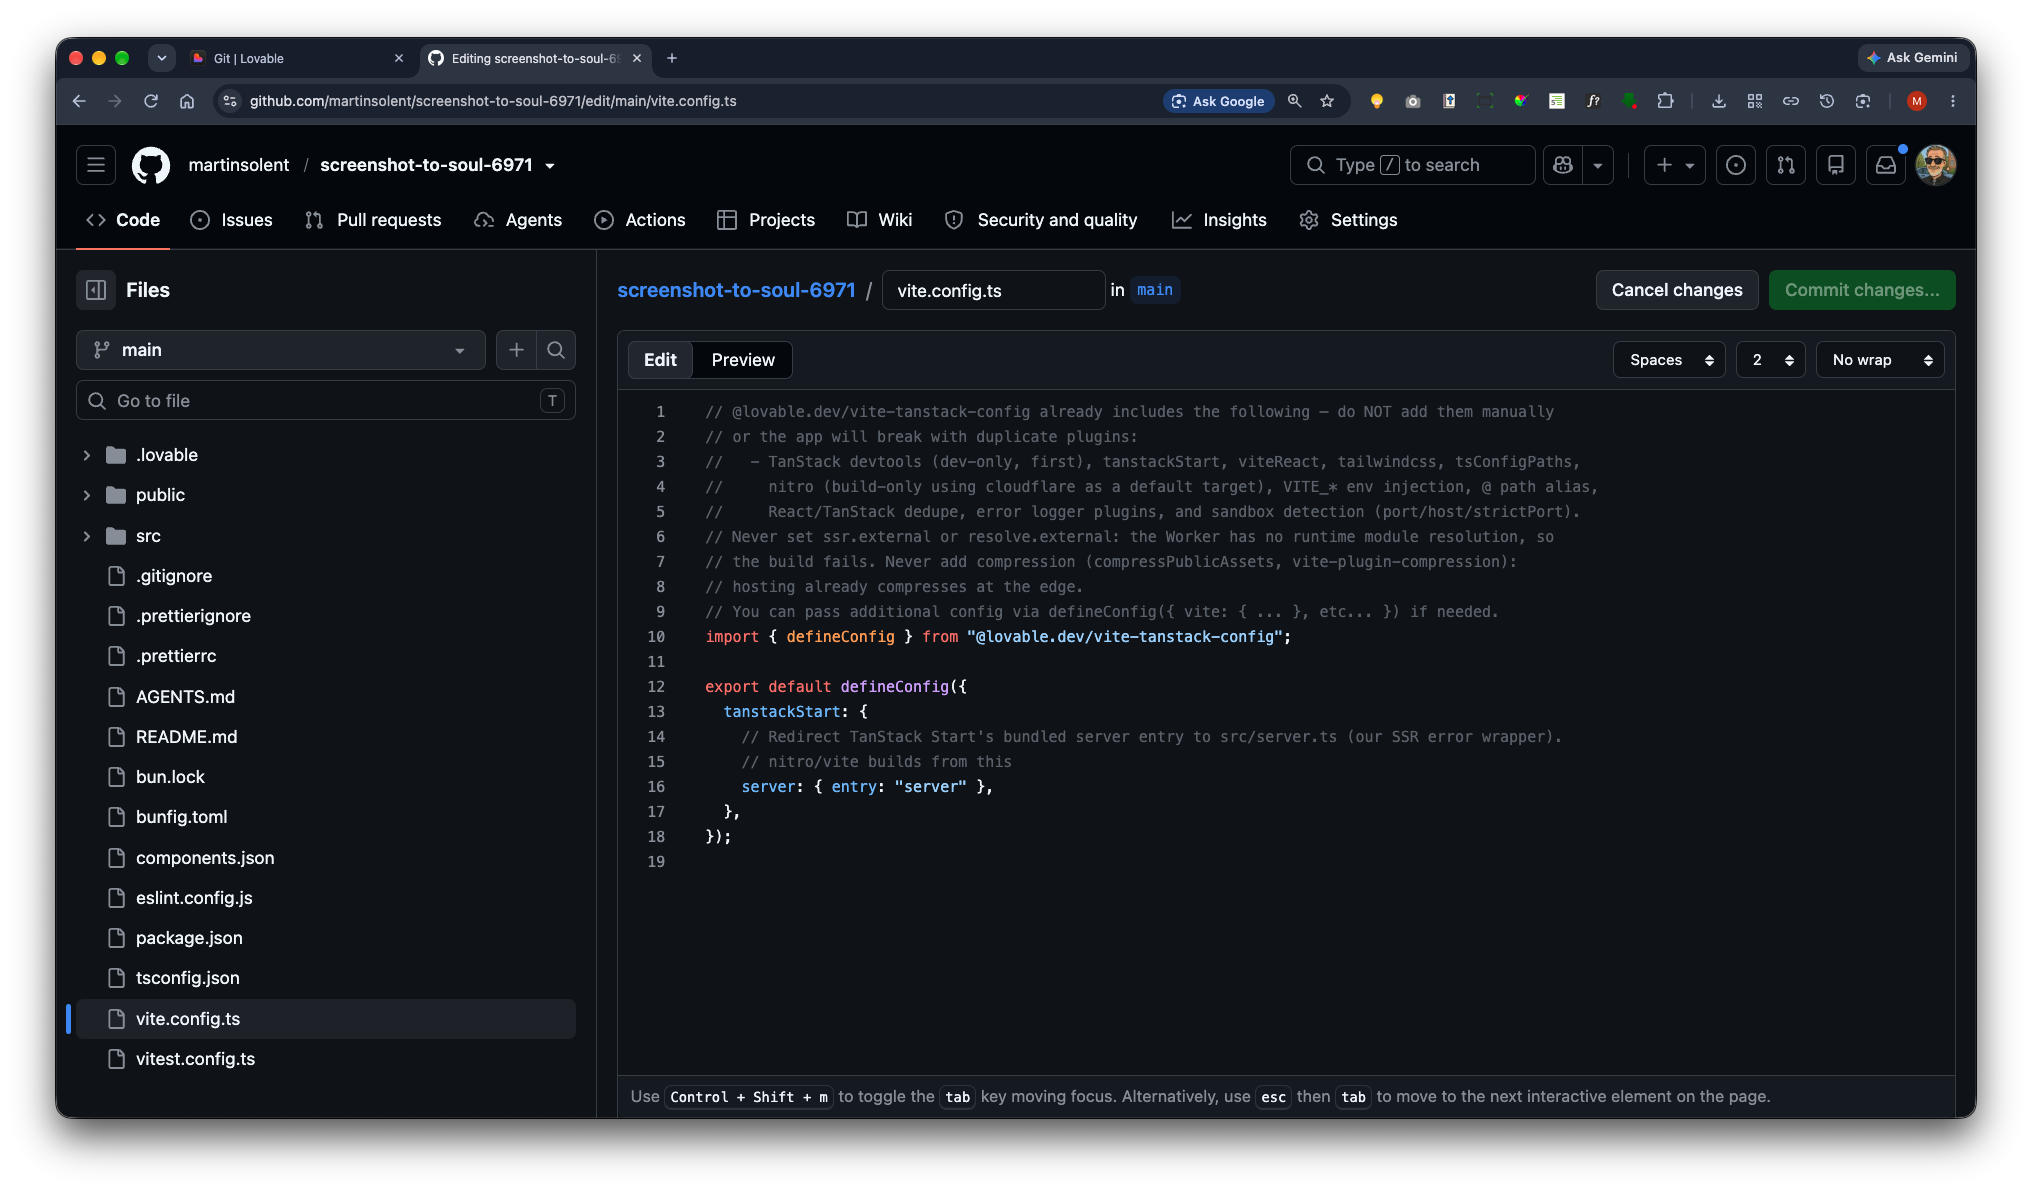 Git | Lovable
Editing screenshot-to-soul-69
Ask Gemini
github.com/martinsolent/screenshot-to-soul-6971/edit/main/vite.config.ts
Ask Google
M
martinsolent / screenshot-to-soul-6971
Type / to search
Code
Issues
Pull requests
Agents
Actions
Projects
Wiki
Security and quality
Insights
Settings
Files
main
Go to file
T
.lovable
public
src
.gitignore
.prettierignore
.prettierrc
AGENTS.md
README.md
bun.lock
bunfig.toml
components.json
eslint.config.js
package.json
tsconfig.json
vite.config.ts
vitest.config.ts
screenshot-to-soul-6971 / vite.config.ts in main
Cancel changes
Commit changes...
Edit
Preview
Spaces
2
No wrap
1 // @lovable.dev/vite-tanstack-config already includes the following — do NOT add them manually
2 // or the app will break with duplicate plugins:
3 //   - TanStack devtools (dev-only, first), tanstackStart, viteReact, tailwindcss, tsConfigPaths,
4 //     nitro (build-only using cloudflare as a default target), VITE_* env injection, @ path alias,
5 //     React/TanStack dedupe, error logger plugins, and sandbox detection (port/host/strictPort).
6 // Never set ssr.external or resolve.external: the Worker has no runtime module resolution, so
7 // the build fails. Never add compression (compressPublicAssets, vite-plugin-compression):
8 // hosting already compresses at the edge.
9 // You can pass additional config via defineConfig({ vite: { ... }, etc... }) if needed.
10 import { defineConfig } from "@lovable.dev/vite-tanstack-config";
11
12 export default defineConfig({
13   tanstackStart: {
14     // Redirect TanStack Start's bundled server entry to src/server.ts (our SSR error wrapper).
15     // nitro/vite builds from this
16     server: { entry: "server" },
17   },
18 });
19
Use Control + Shift + m to toggle the tab key moving focus. Alternatively, use esc then tab to move to the next interactive element on the page.